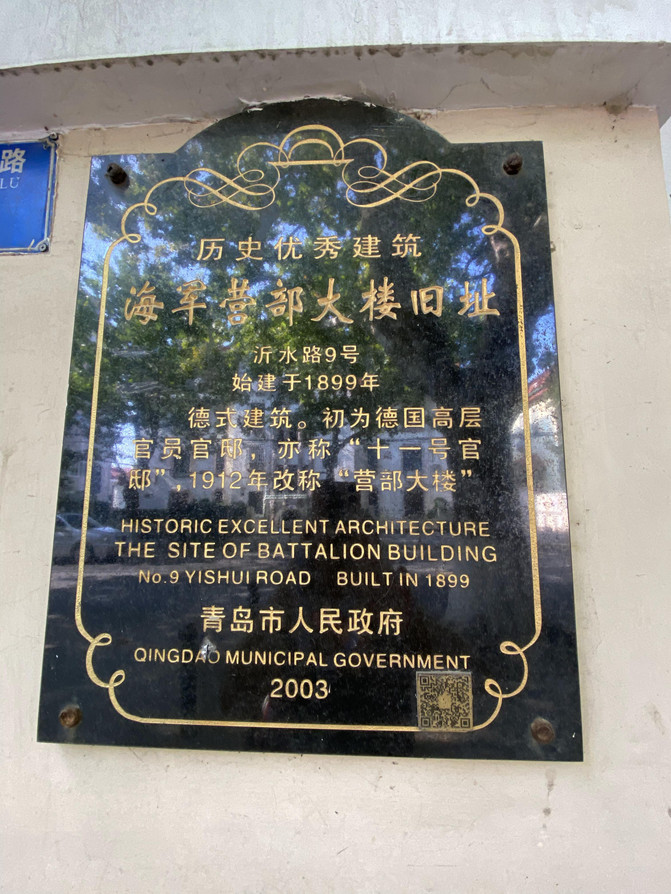 路
LU
历史优秀建筑
海军营部大楼旧址
沂水路9号
始建于1899年
德式建筑。初为德国高层
官员官邸，亦称“十一号官
邸”,1912年改称“营部大楼”
HISTORIC EXCELLENT ARCHITECTURE
THE SITE OF BATTALION BUILDING
No.9 YISHUI ROAD BUILT IN 1899
青岛市人民政府
QINGDAO MUNICIPAL GOVERNMENT
2003